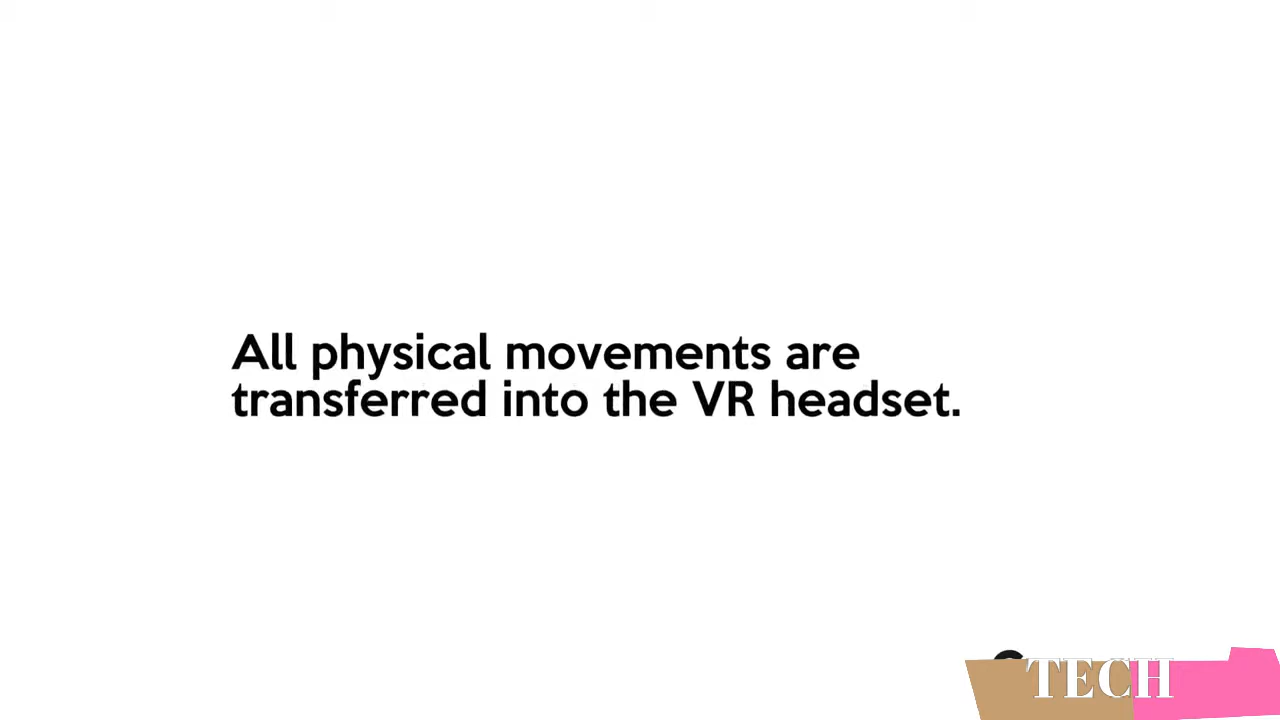 All physical movements are
transferred into the VR headset.
TECH